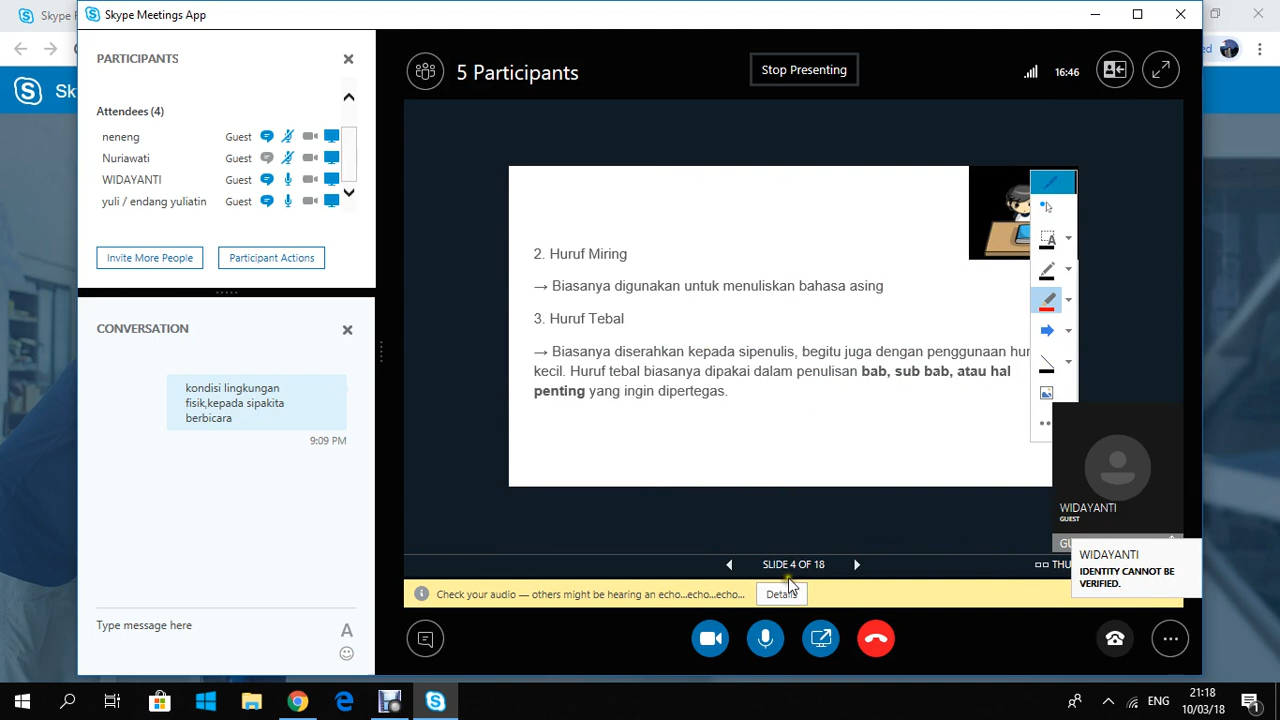 Skype
Skype Meetings App
PARTICIPANTS
Attendees (4)
neneng Guest
Nuriawati Guest
WIDAYANTI Guest
yuli / endang yuliatin Guest
Invite More People
Participant Actions
CONVERSATION
kondisi lingkungan
fisik,kepada sipakita
berbicara
9:09 PM
Type message here
A
5 Participants
Stop Presenting
16:46
2. Huruf Miring
→ Biasanya digunakan untuk menuliskan bahasa asing
3. Huruf Tebal
→ Biasanya diserahkan kepada sipenulis, begitu juga dengan penggunaan hur
kecil. Huruf tebal biasanya dipakai dalam penulisan bab, sub bab, atau hal
penting yang ingin dipertegas.
A
WIDAYANTI
GUEST
WIDAYANTI
IDENTITY CANNOT BE
VERIFIED.
SLIDE 4 OF 18
THU
Check your audio — others might be hearing an echo...echo...echo...
ENG
21:18
10/03/18
1